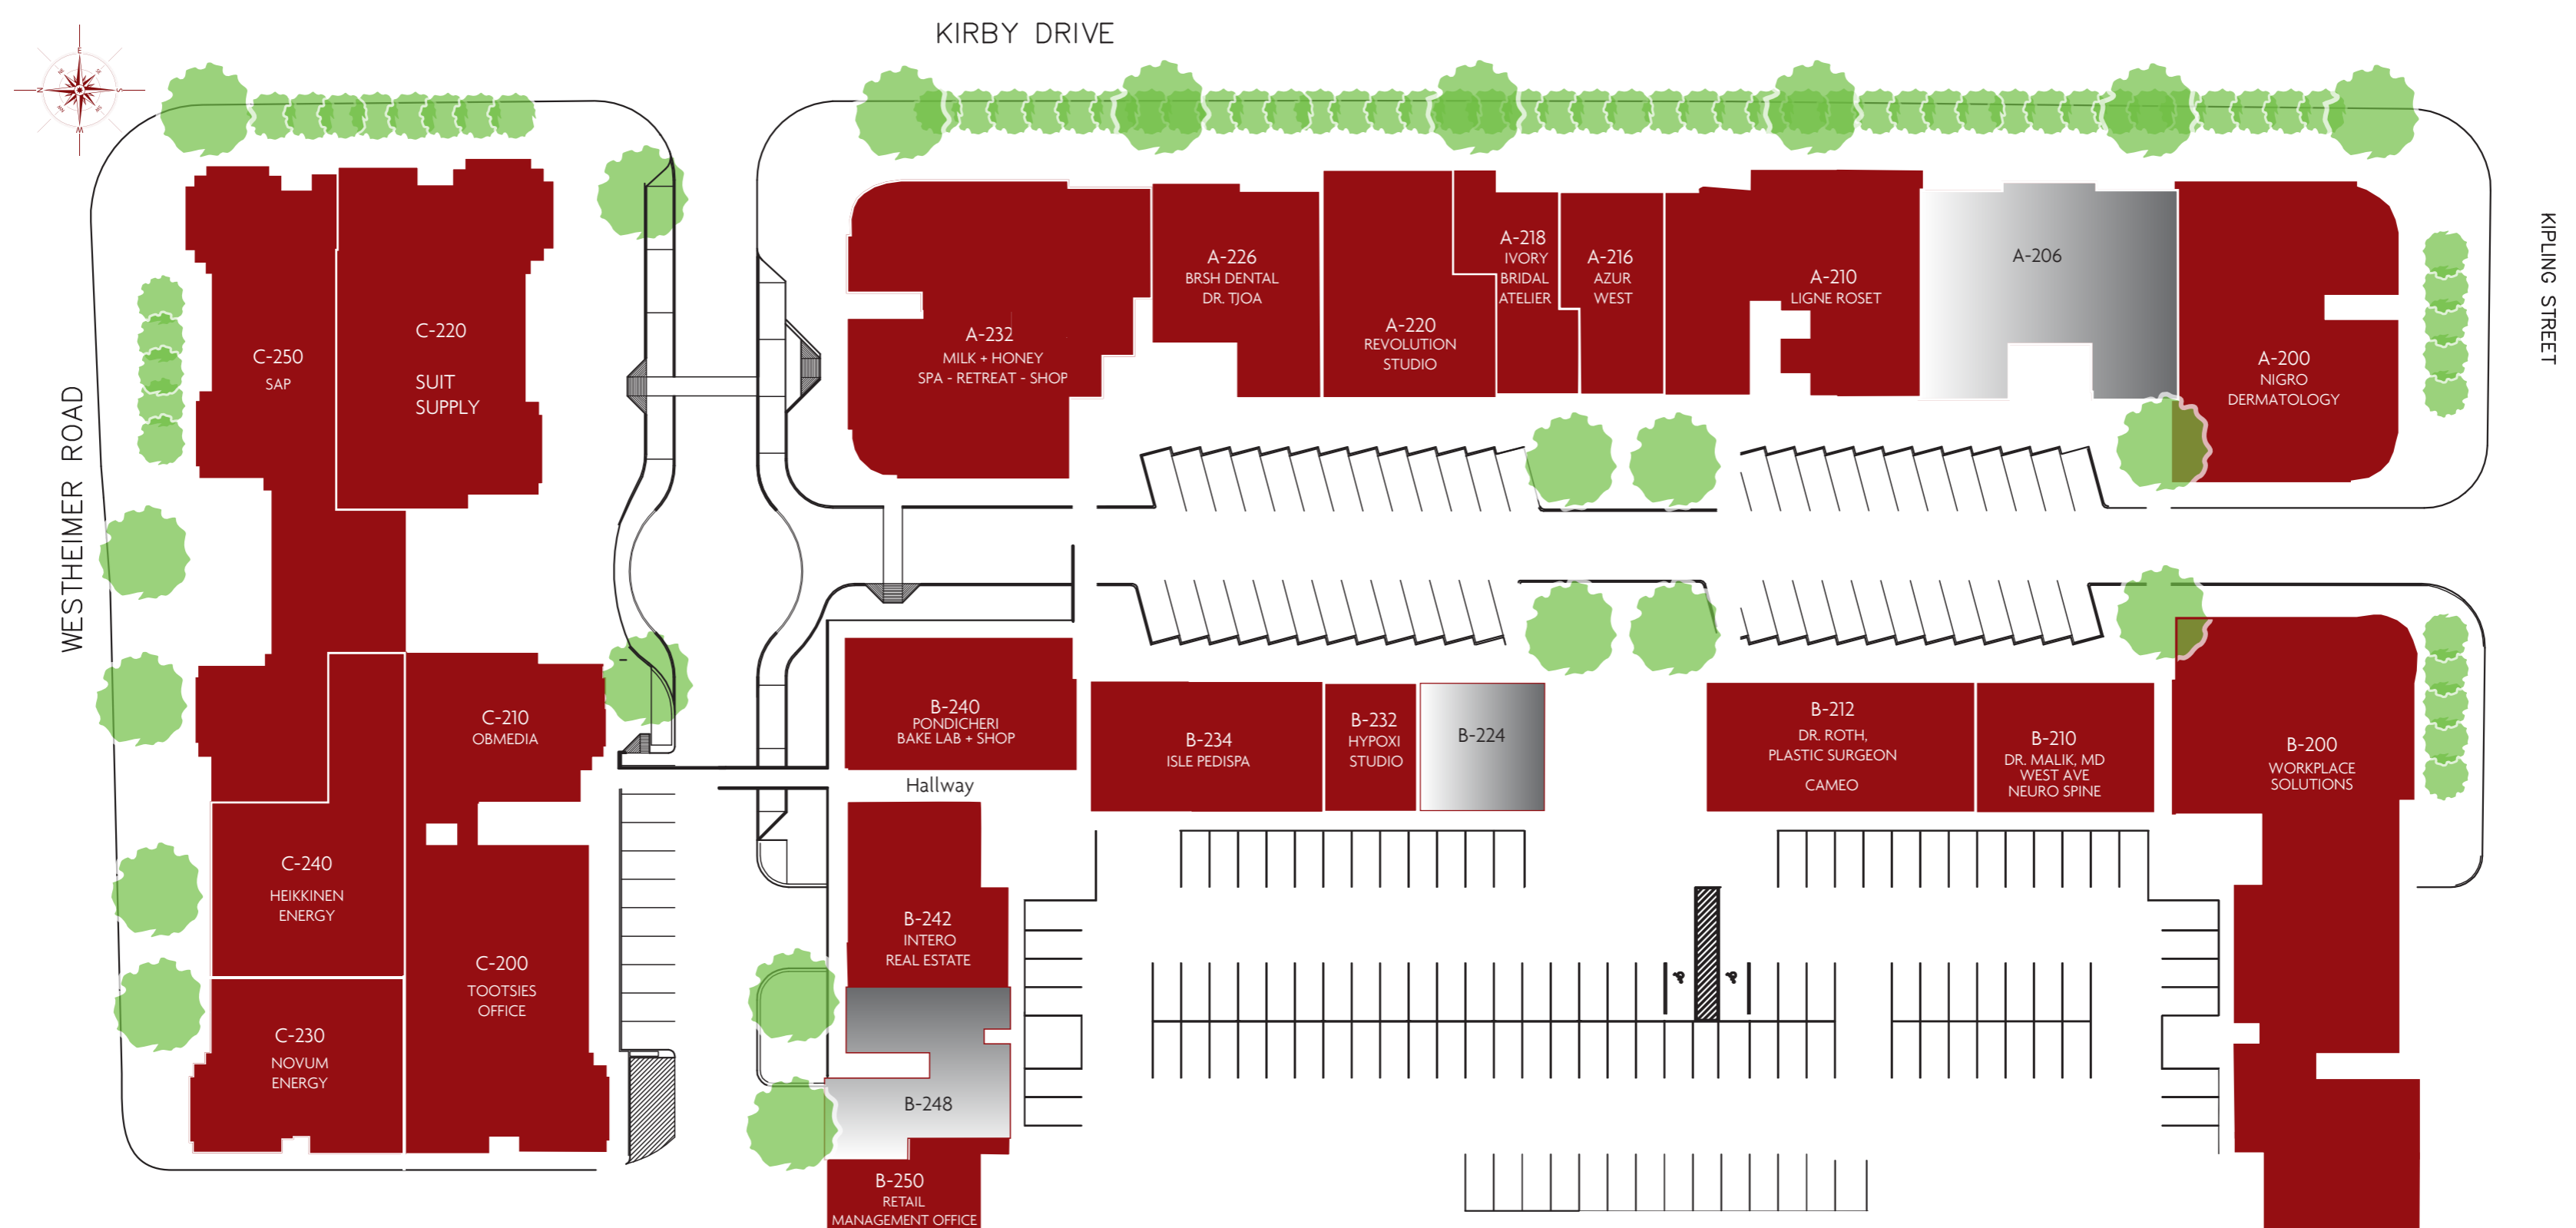 KIRBY DRIVE
E
N
S
W
WESTHEIMER ROAD
KIPLING STREET
C-250
SAP
C-220
SUIT
SUPPLY
A-232
MILK + HONEY
SPA - RETREAT - SHOP
A-226
BRSH DENTAL
DR. TJOA
A-220
REVOLUTION
STUDIO
A-218
IVORY
BRIDAL
ATELIER
A-216
AZUR
WEST
A-210
LIGNE ROSET
A-206
A-200
NIGRO
DERMATOLOGY
C-210
OBMEDIA
B-240
PONDICHERI
BAKE LAB + SHOP
Hallway
B-234
ISLE PEDISPA
B-232
HYPOXI
STUDIO
B-224
B-212
DR. ROTH,
PLASTIC SURGEON
CAMEO
B-210
DR. MALIK, MD
WEST AVE
NEURO SPINE
B-200
WORKPLACE
SOLUTIONS
C-240
HEIKKINEN
ENERGY
C-200
TOOTSIES
OFFICE
C-230
NOVUM
ENERGY
B-242
INTERO
REAL ESTATE
B-248
B-250
RETAIL
MANAGEMENT OFFICE